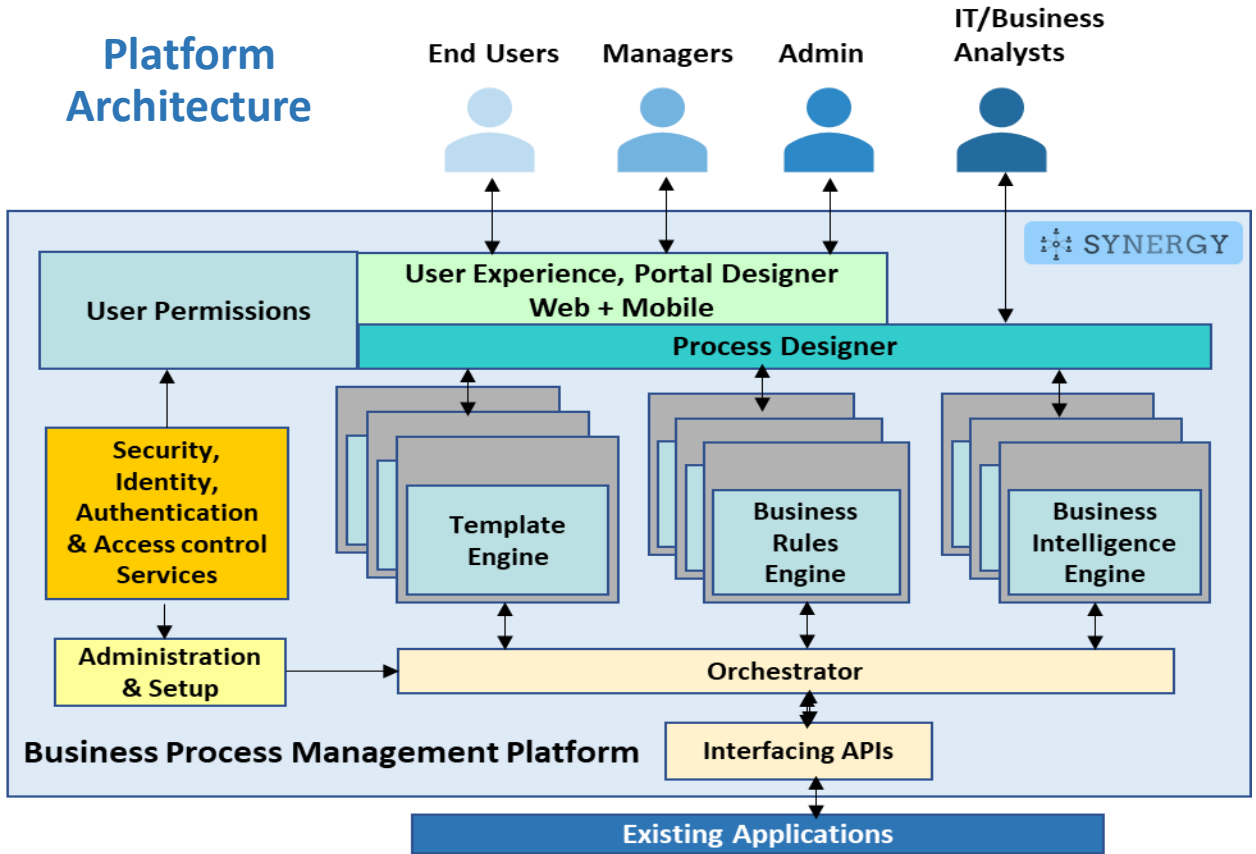 Platform
Architecture
End Users
Managers
Admin
IT/Business
Analysts
SYNERGY
User Permissions
User Experience, Portal Designer
Web + Mobile
Process Designer
Security,
Identity,
Authentication
& Access control
Services
Template
Engine
Business
Rules
Engine
Business
Intelligence
Engine
Administration
& Setup
Orchestrator
Business Process Management Platform
Interfacing APIs
Existing Applications